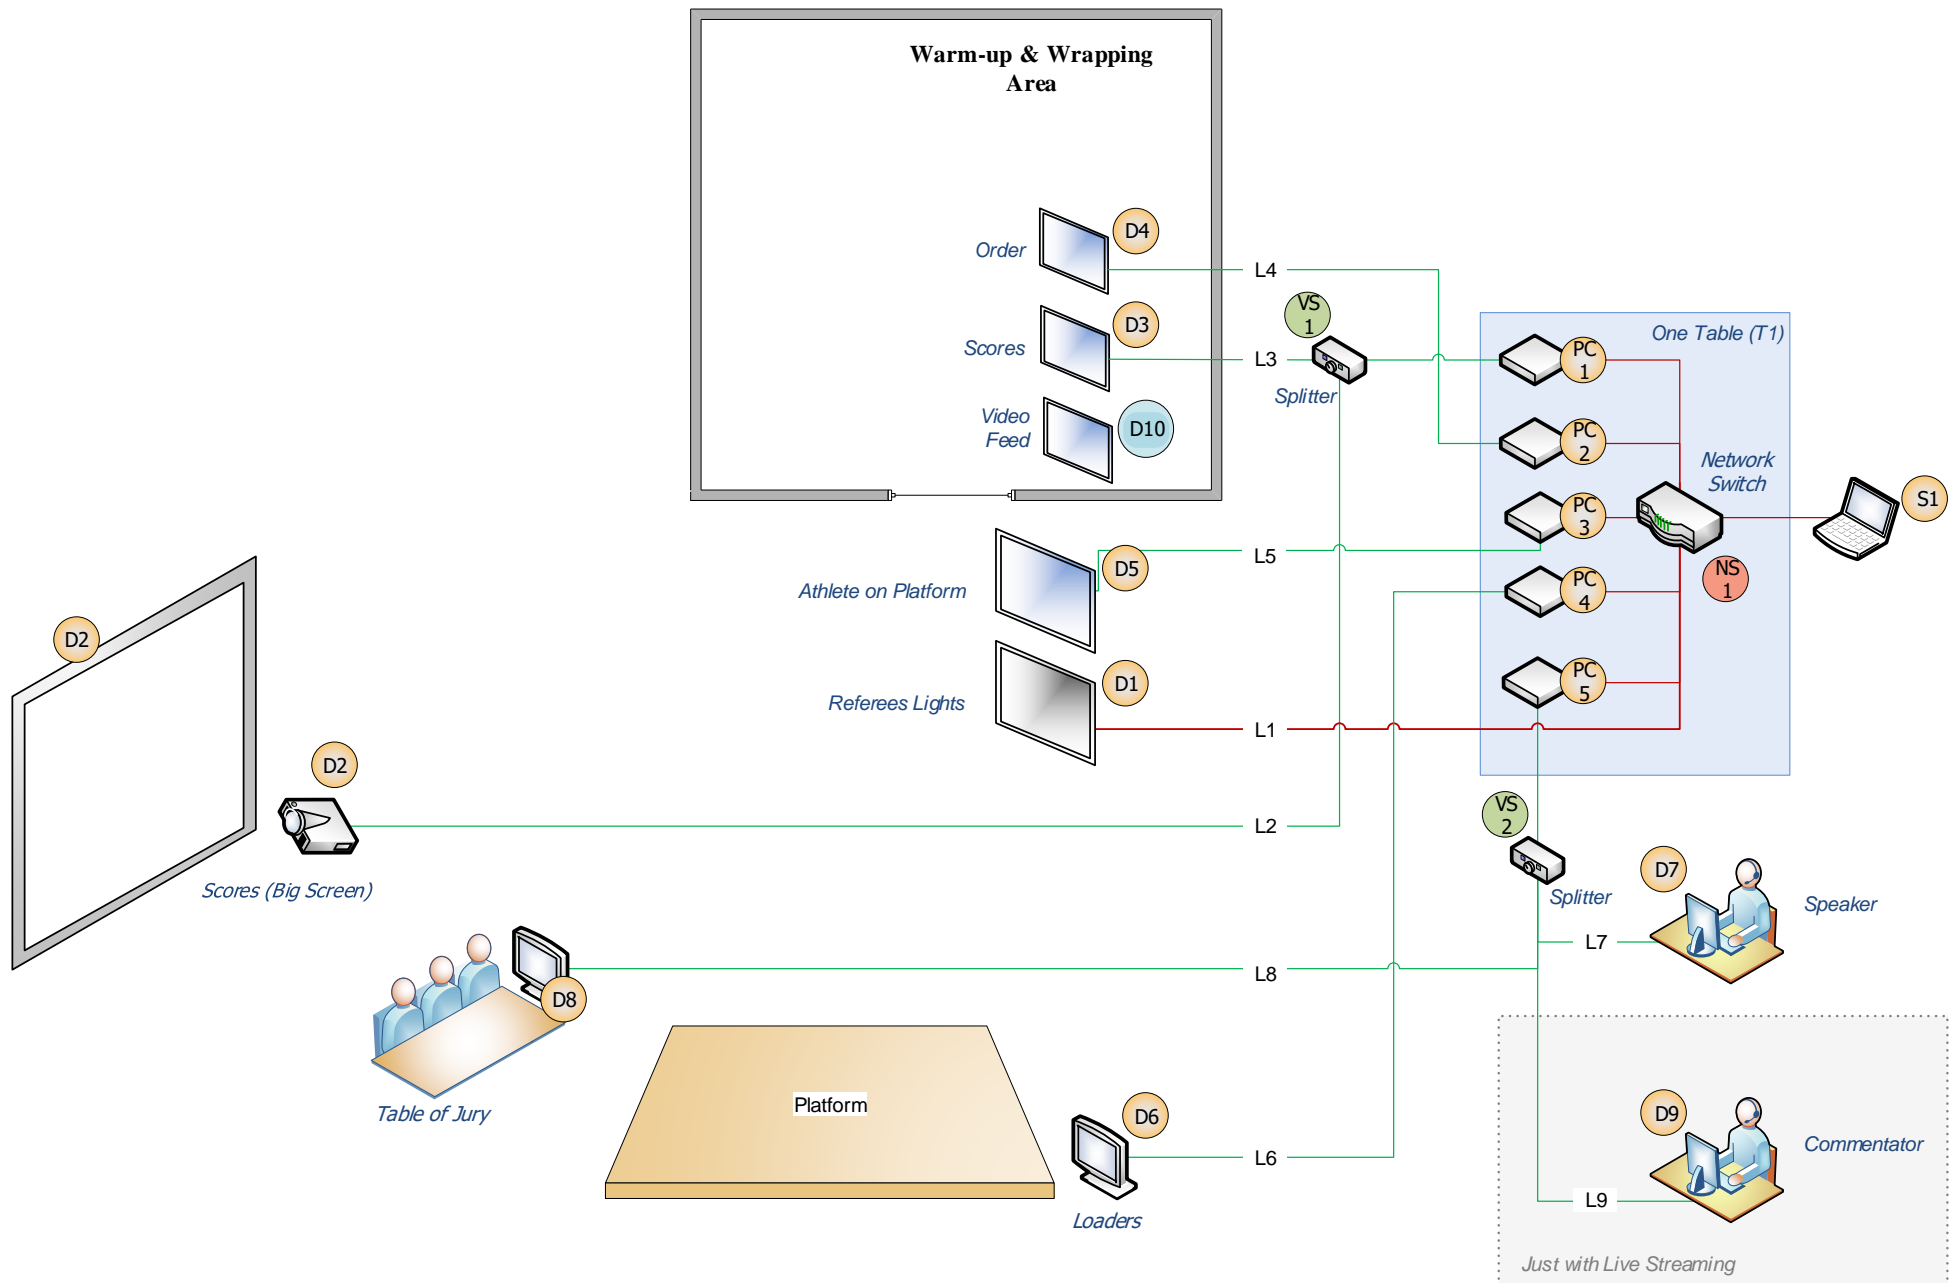 Warm-up & Wrapping
Area
Order
D4
L4
VS
1
Scores
D3
L3
Splitter
One Table (T1)
PC
1
Video
Feed
D10
PC
2
Network
Switch
PC
3
S1
Athlete on Platform
D5
L5
PC
4
NS
1
D2
Referees Lights
D1
PC
5
L1
D2
L2
VS
2
Scores (Big Screen)
Splitter
D7
Speaker
L7
L8
D8
Table of Jury
Platform
D6
Loaders
L6
D9
Commentator
L9
Just with Live Streaming